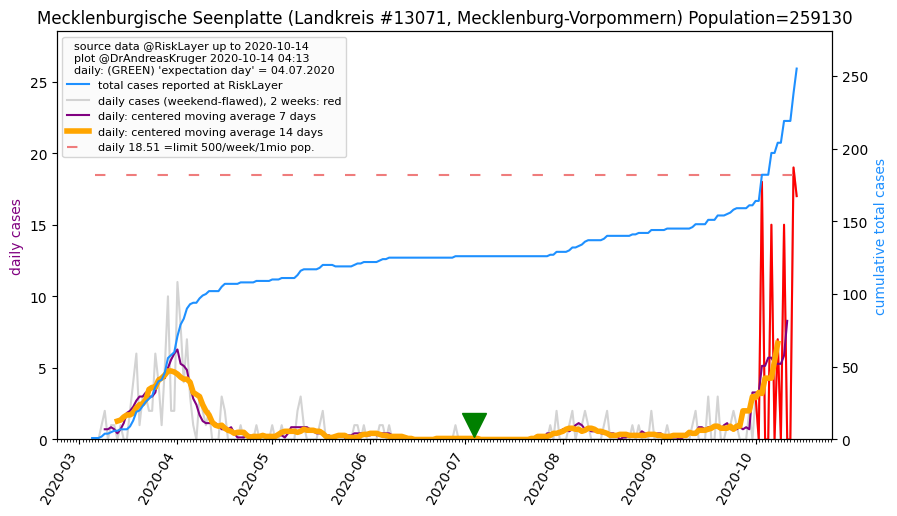 Mecklenburgische Seenplatte (Landkreis #13071, Mecklenburg-Vorpommern) Population=259130
source data @RiskLayer up to 2020-10-14
plot @DrAndreasKruger 2020-10-14 04:13
daily: (GREEN) 'expectation day' = 04.07.2020
total cases reported at RiskLayer
daily cases (weekend-flawed), 2 weeks: red
daily: centered moving average 7 days
daily: centered moving average 14 days
daily 18.51 =limit 500/week/1mio pop.
daily cases
25
20
15
10
5
0
cumulative total cases
250
200
150
100
50
0
2020-03
2020-04
2020-05
2020-06
2020-07
2020-08
2020-09
2020-10